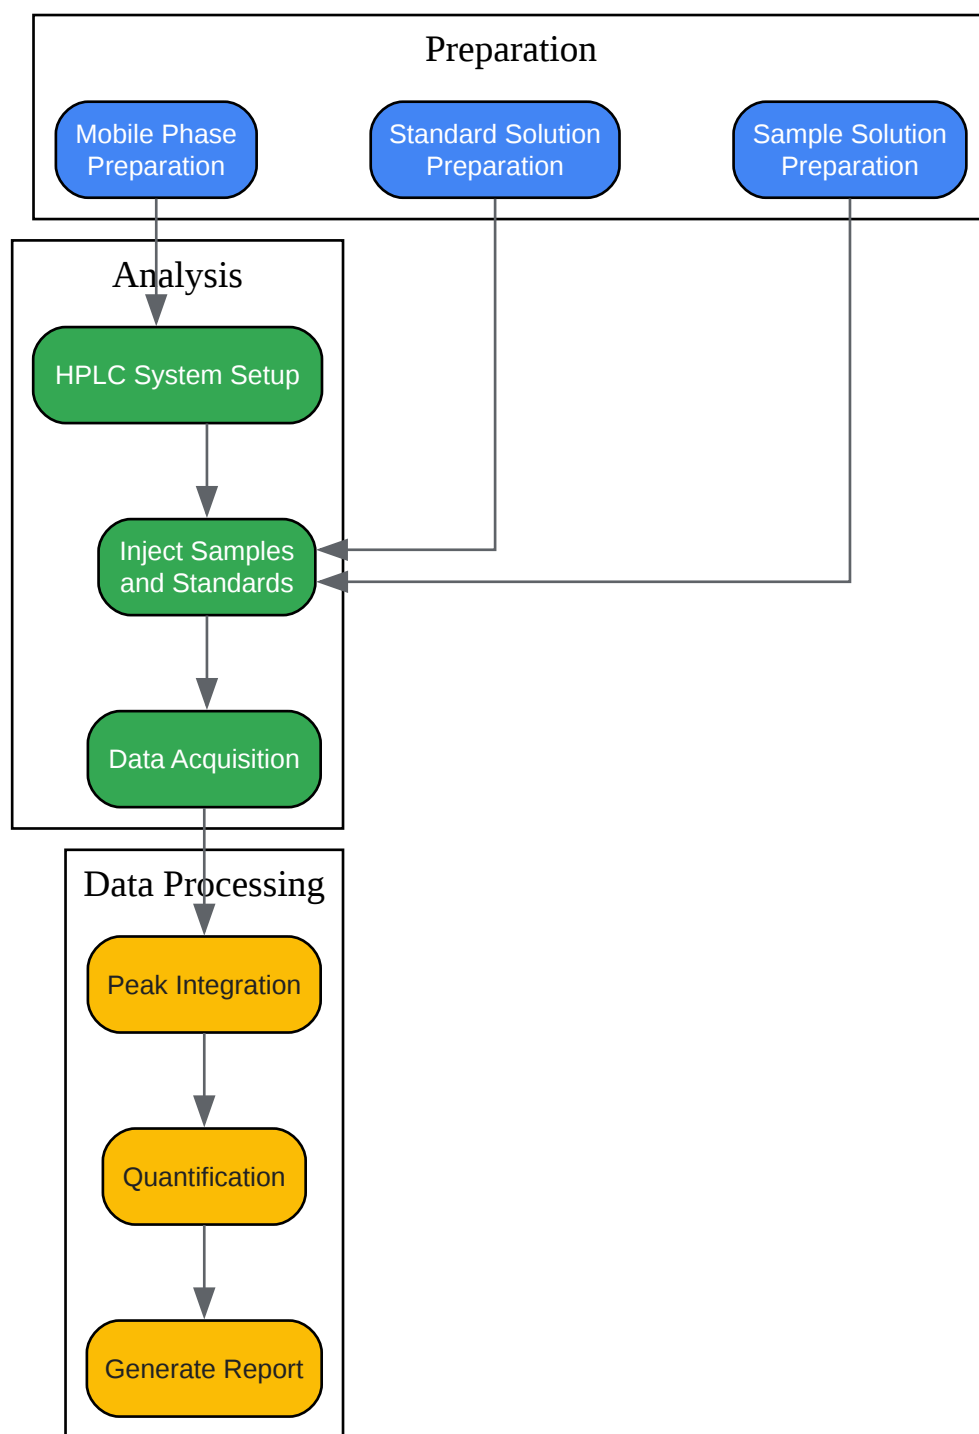 Preparation
Mobile Phase
Preparation
Standard Solution
Preparation
Sample Solution
Preparation
Analysis
HPLC System Setup
Inject Samples
and Standards
Data Acquisition
Data Processing
Peak Integration
Quantification
Generate Report